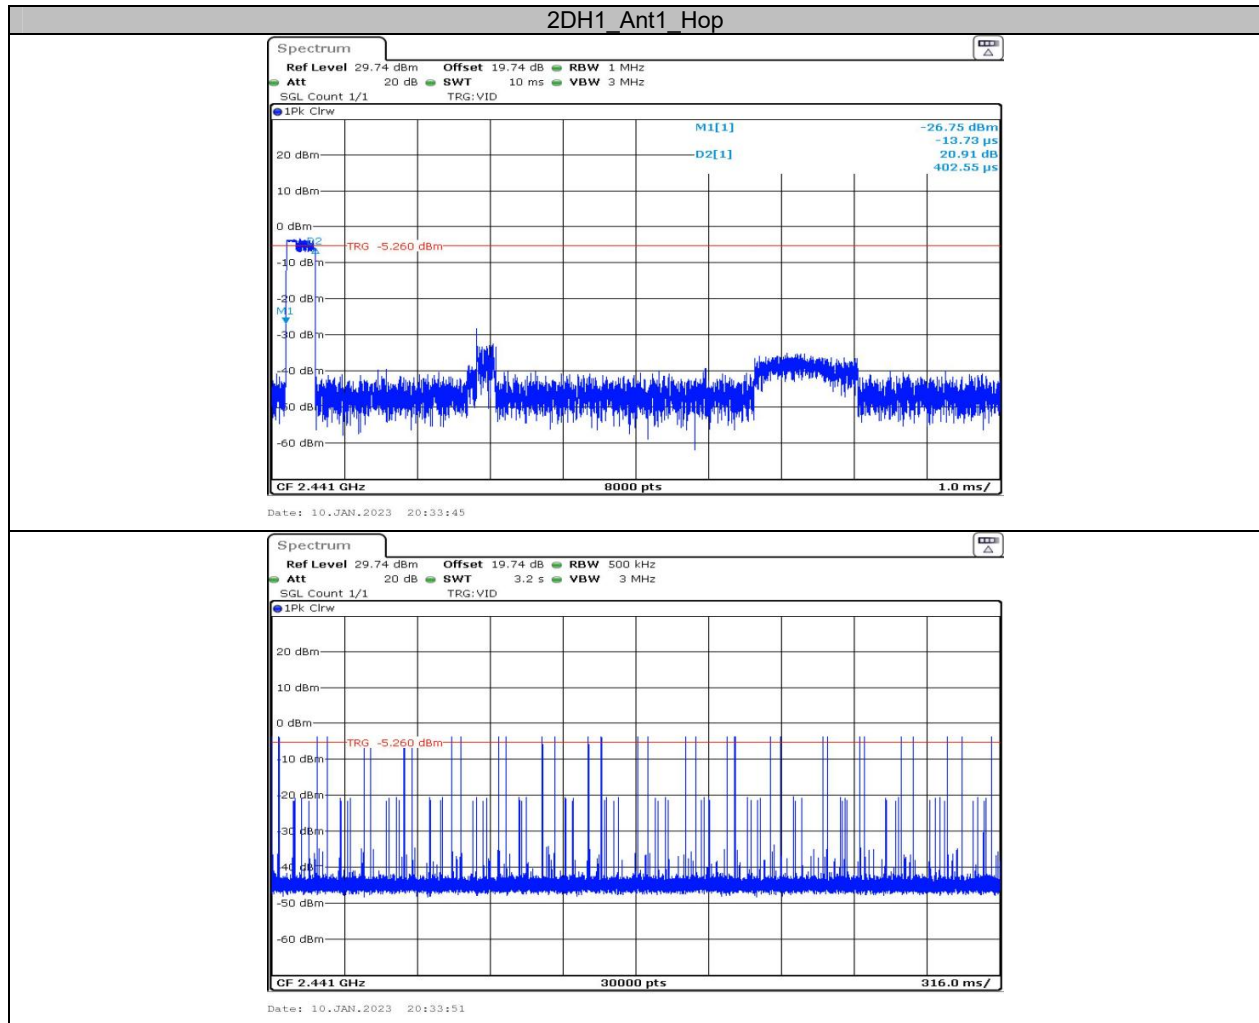 2DH1_Ant1_Hop
Spectrum
Ref Level 29.74 dBm Offset 19.74 dB RBW 1 MHz
Att 20 dB SWT 10 ms VBW 3 MHz
SGL Count 1/1 TRG:VID
1Pk Clrw
M1[1] -26.75 dBm
-13.73 µs
20 dBm D2[1] 20.91 dB
402.55 µs
10 dBm
0 dBm
D2
TRG -5.260 dBm
-10 dBm
-20 dBm
M1
-30 dBm
-40 dBm
-50 dBm
-60 dBm
CF 2.441 GHz 8000 pts 1.0 ms/
Date: 10.JAN.2023 20:33:45
Spectrum
Ref Level 29.74 dBm Offset 19.74 dB RBW 500 kHz
Att 20 dB SWT 3.2 s VBW 3 MHz
SGL Count 1/1 TRG:VID
1Pk Clrw
20 dBm
10 dBm
0 dBm
TRG -5.260 dBm
-10 dBm
-20 dBm
-30 dBm
-40 dBm
-50 dBm
-60 dBm
CF 2.441 GHz 30000 pts 316.0 ms/
Date: 10.JAN.2023 20:33:51